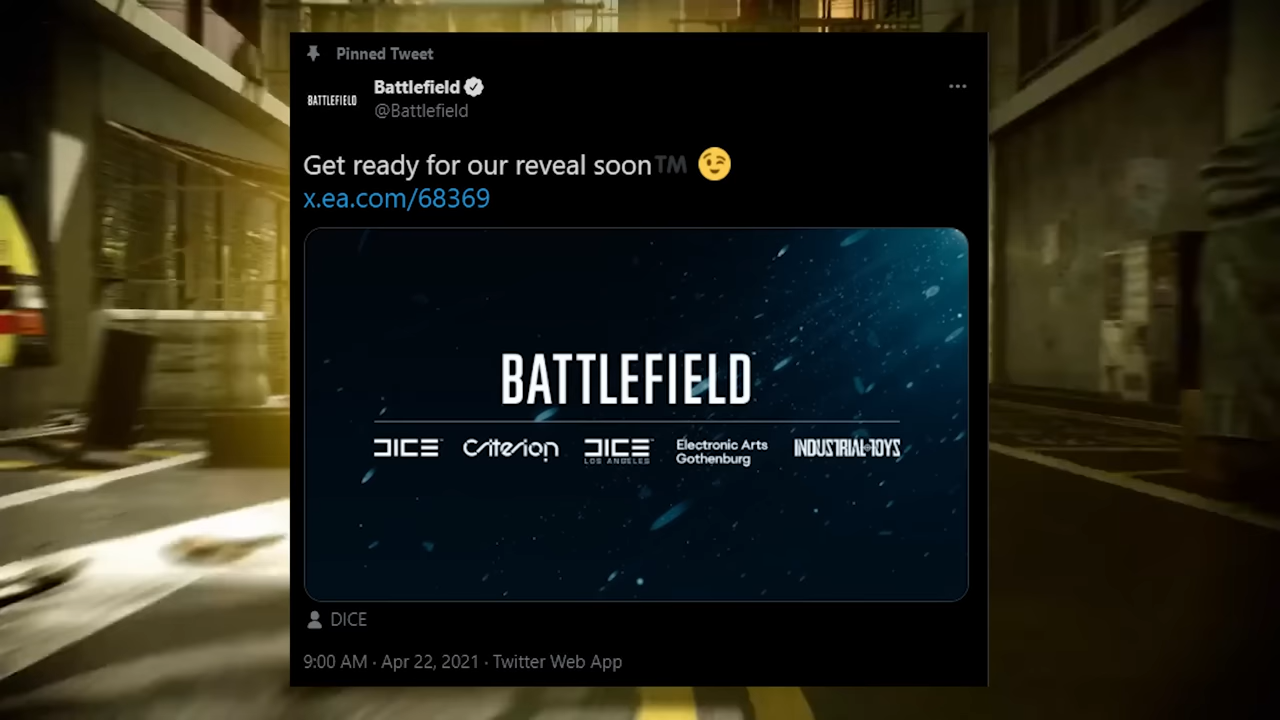 Pinned Tweet
BATTLEFIELD
Battlefield
@Battlefield
Get ready for our reveal soon™️ 😉
x.ea.com/68369
BATTLEFIELD
DICE Criterion DICE LOS ANGELES Electronic Arts Gothenburg INDUSTRIAL TOYS
DICE
9:00 AM · Apr 22, 2021 · Twitter Web App